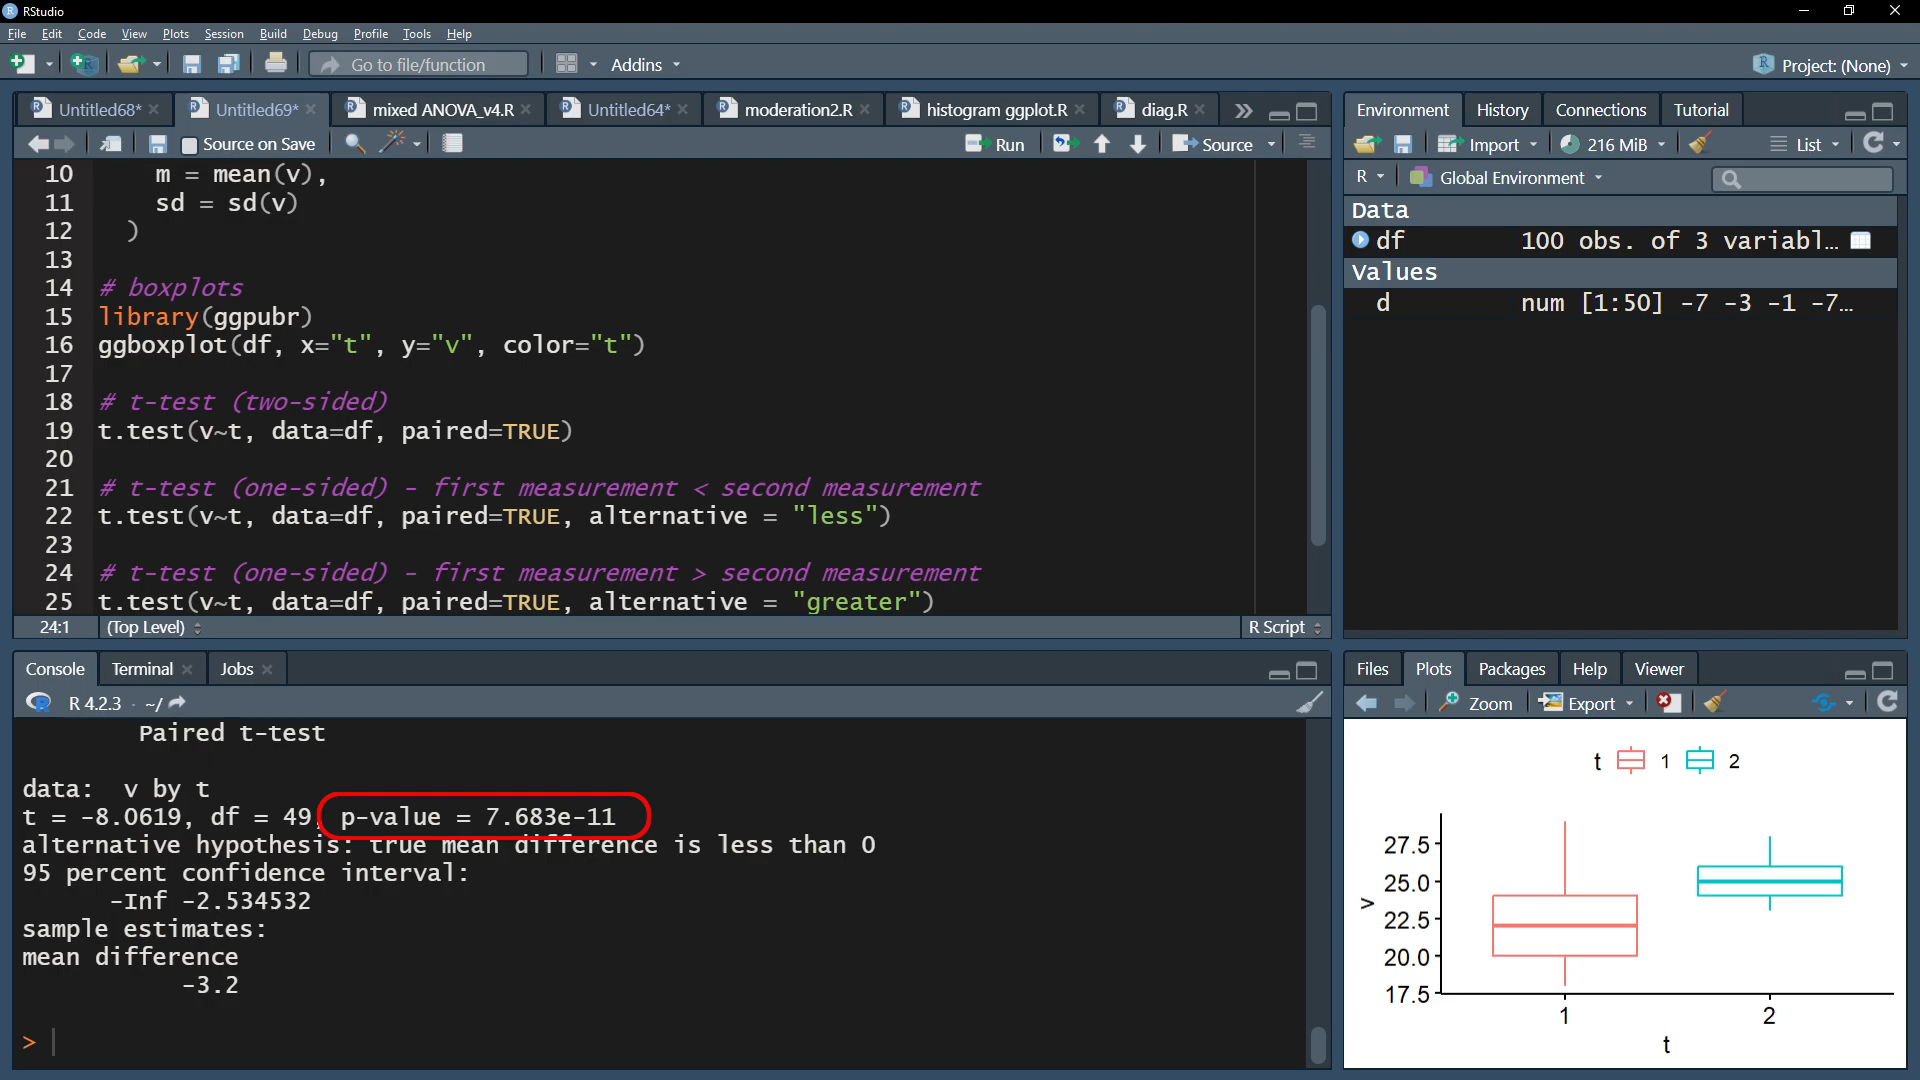 RStudio
File Edit Code View Plots Session Build Debug Profile Tools Help
Go to file/function Addins Project: (None)
Untitled68* Untitled69* mixed ANOVA_v4.R Untitled64* moderation2.R histogram ggplot.R diag.R
Source on Save Run Source
10 m = mean(v),
11 sd = sd(v)
12 )
13
14 # boxplots
15 library(ggpubr)
16 ggboxplot(df, x="t", y="v", color="t")
17
18 # t-test (two-sided)
19 t.test(v~t, data=df, paired=TRUE)
20
21 # t-test (one-sided) - first measurement < second measurement
22 t.test(v~t, data=df, paired=TRUE, alternative = "less")
23
24 # t-test (one-sided) - first measurement > second measurement
25 t.test(v~t, data=df, paired=TRUE, alternative = "greater")
24:1 (Top Level) R Script
Console Terminal Jobs
R 4.2.3 · ~/
Paired t-test
data: v by t
t = -8.0619, df = 49, p-value = 7.683e-11
alternative hypothesis: true mean difference is less than 0
95 percent confidence interval:
-Inf -2.534532
sample estimates:
mean difference
-3.2
>
Environment History Connections Tutorial
Import 216 MiB List
R Global Environment
Data
df 100 obs. of 3 variabl…
Values
d num [1:50] -7 -3 -1 -7…
Files Plots Packages Help Viewer
Zoom Export
t 1 2
27.5
25.0
22.5
20.0
17.5
v
1 2
t